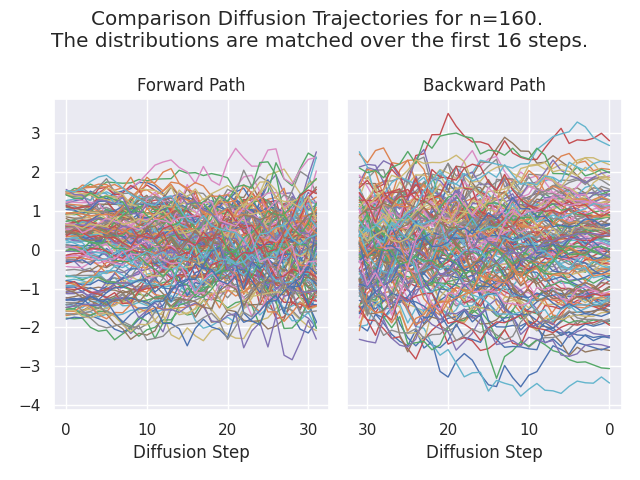 Comparison Diffusion Trajectories for n=160.
The distributions are matched over the first 16 steps.
Forward Path
Backward Path
3
2
1
0
−1
−2
−3
−4
0 10 20 30
30 20 10 0
Diffusion Step
Diffusion Step